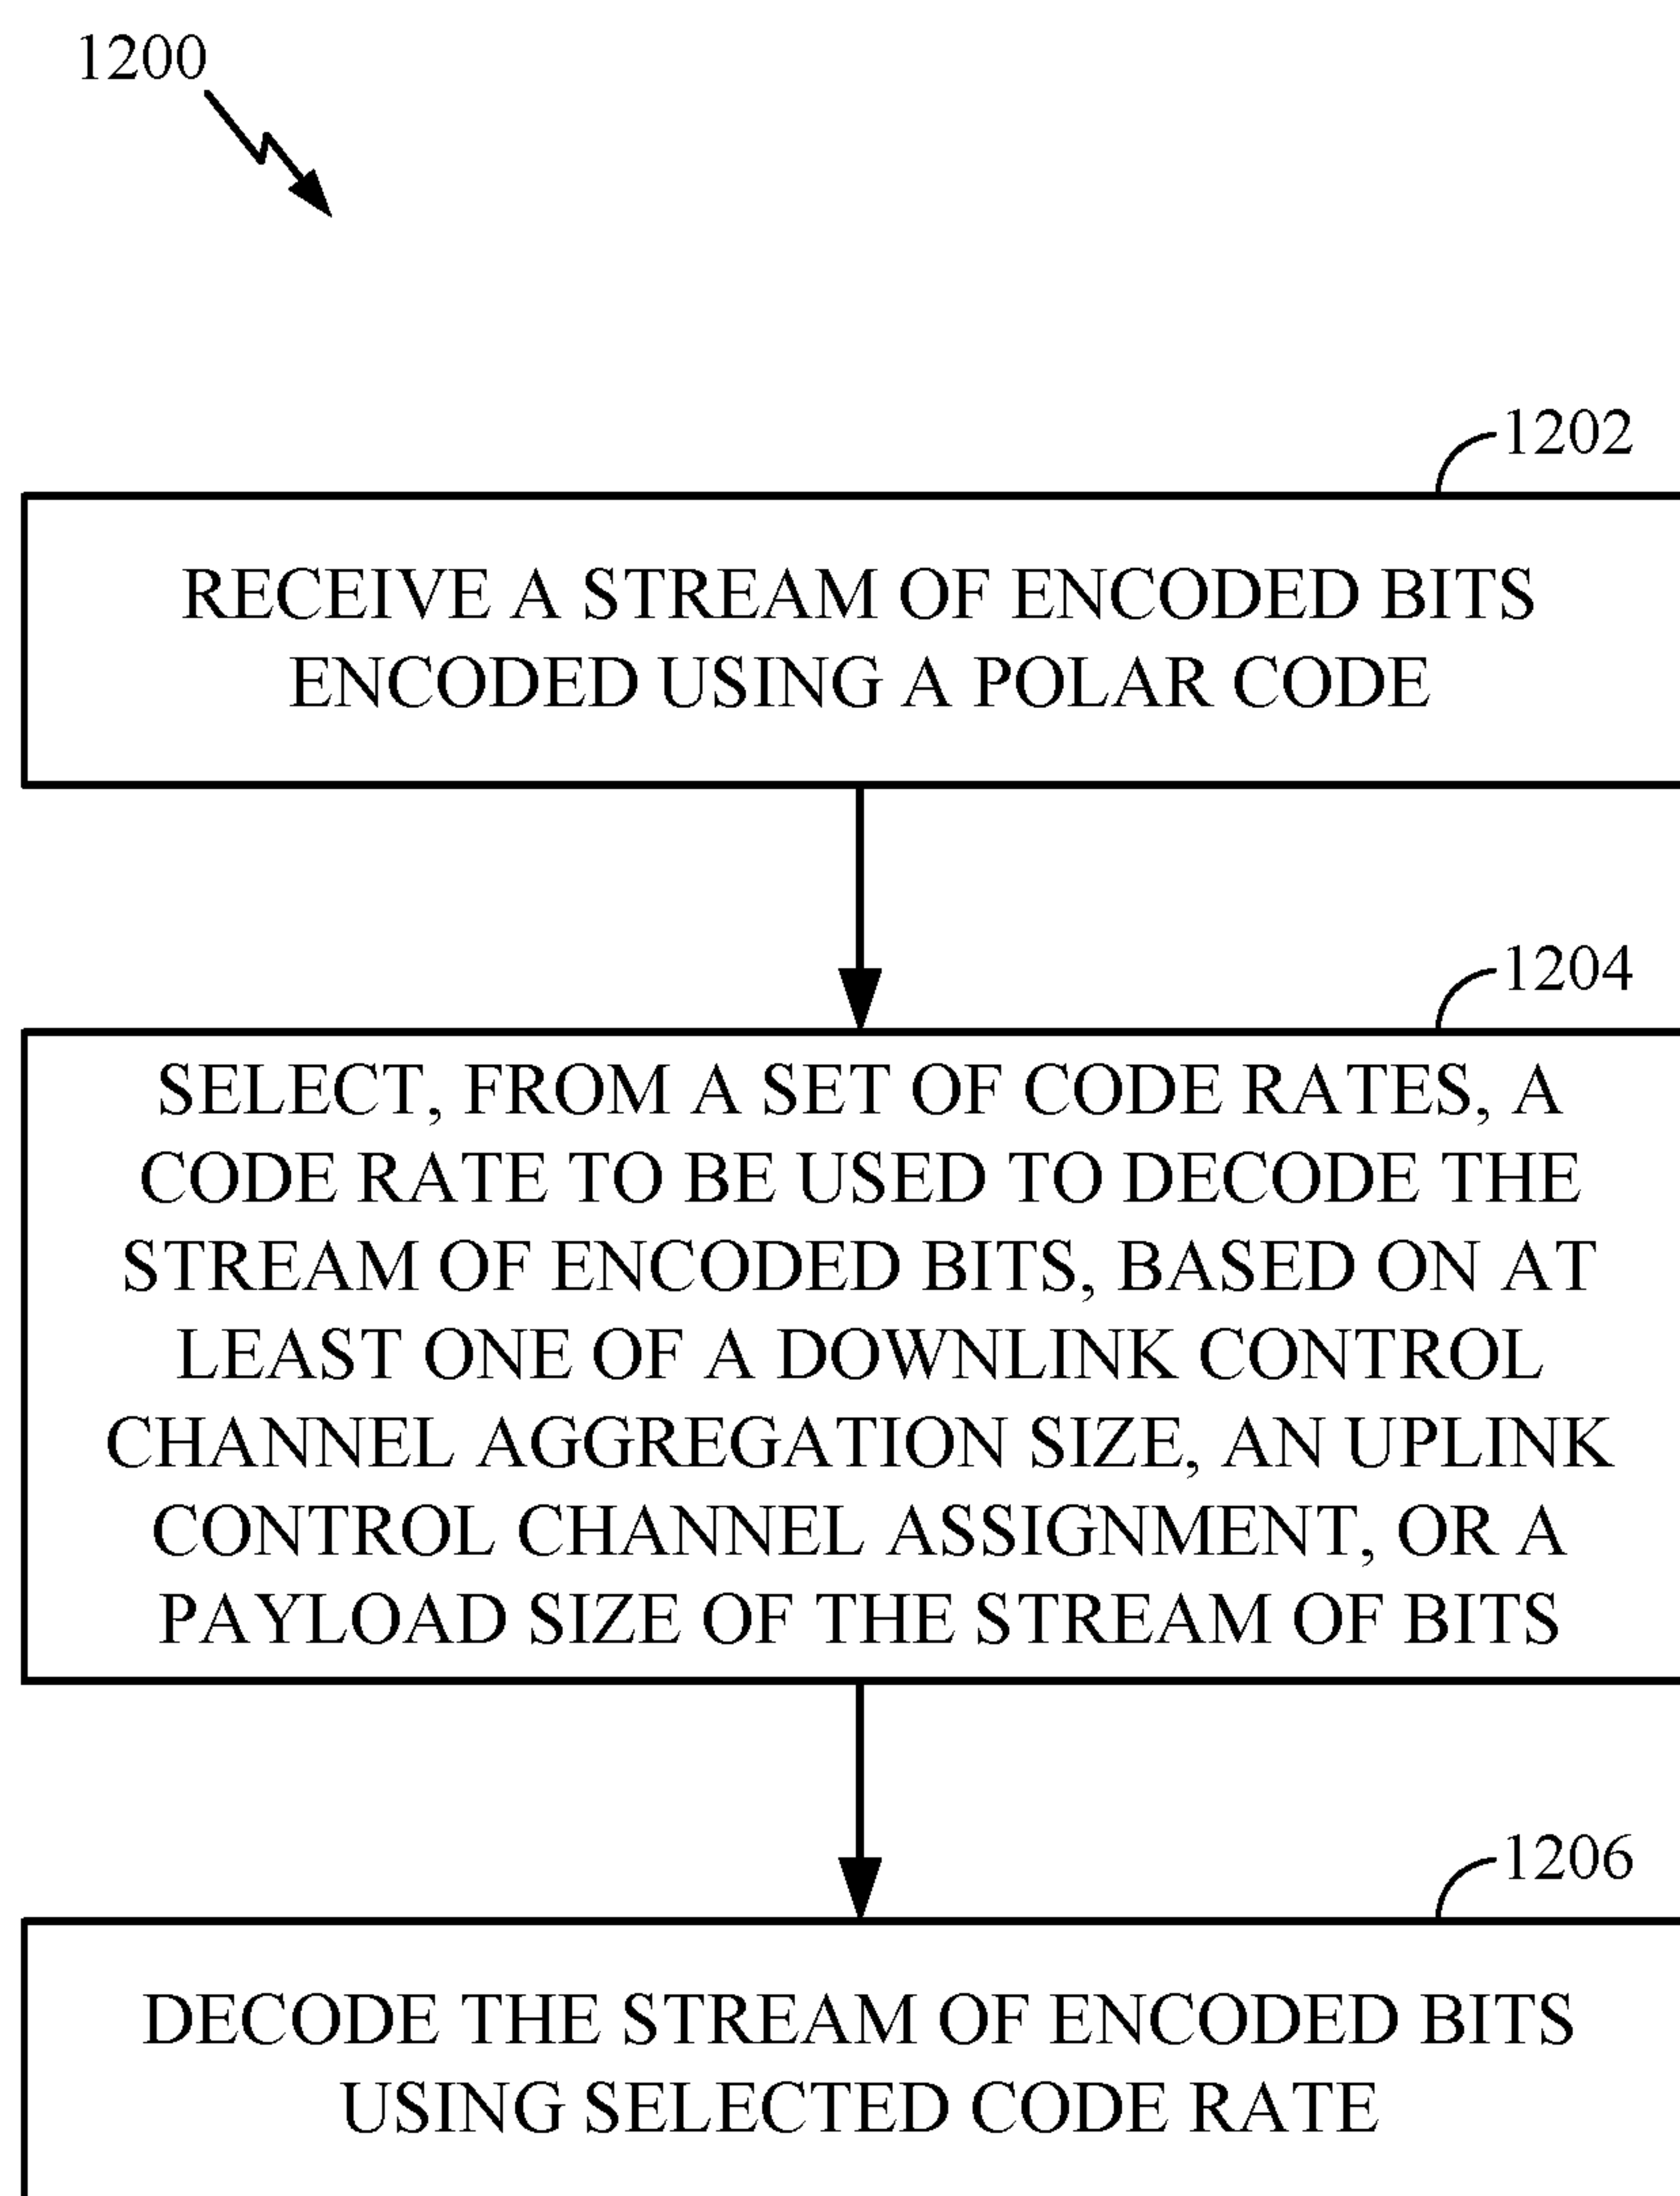 1200
1202
RECEIVE A STREAM OF ENCODED BITS
ENCODED USING A POLAR CODE
1204
SELECT, FROM A SET OF CODE RATES, A
CODE RATE TO BE USED TO DECODE THE
STREAM OF ENCODED BITS, BASED ON AT
LEAST ONE OF A DOWNLINK CONTROL
CHANNEL AGGREGATION SIZE, AN UPLINK
CONTROL CHANNEL ASSIGNMENT, OR A
PAYLOAD SIZE OF THE STREAM OF BITS
1206
DECODE THE STREAM OF ENCODED BITS
USING SELECTED CODE RATE